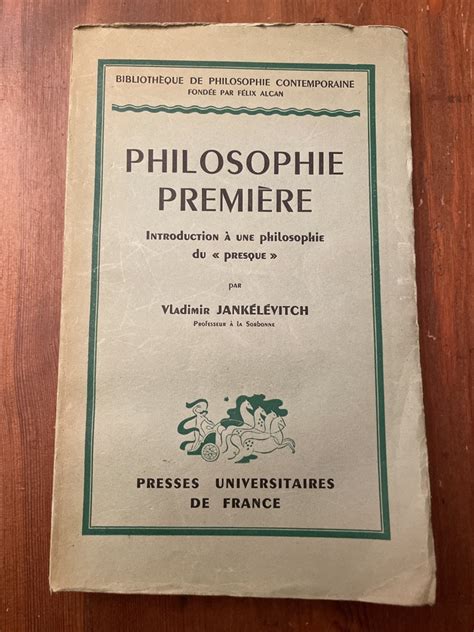 BIBLIOTHÈQUE DE PHILOSOPHIE CONTEMPORAINE
FONDÉE PAR FÉLIX ALCAN
PHILOSOPHIE
PREMIÈRE
INTRODUCTION À UNE PHILOSOPHIE
DU « PRESQUE »
PAR
VLADIMIR JANKÉLÉVITCH
PROFESSEUR À LA SORBONNE
PRESSES UNIVERSITAIRES
DE FRANCE